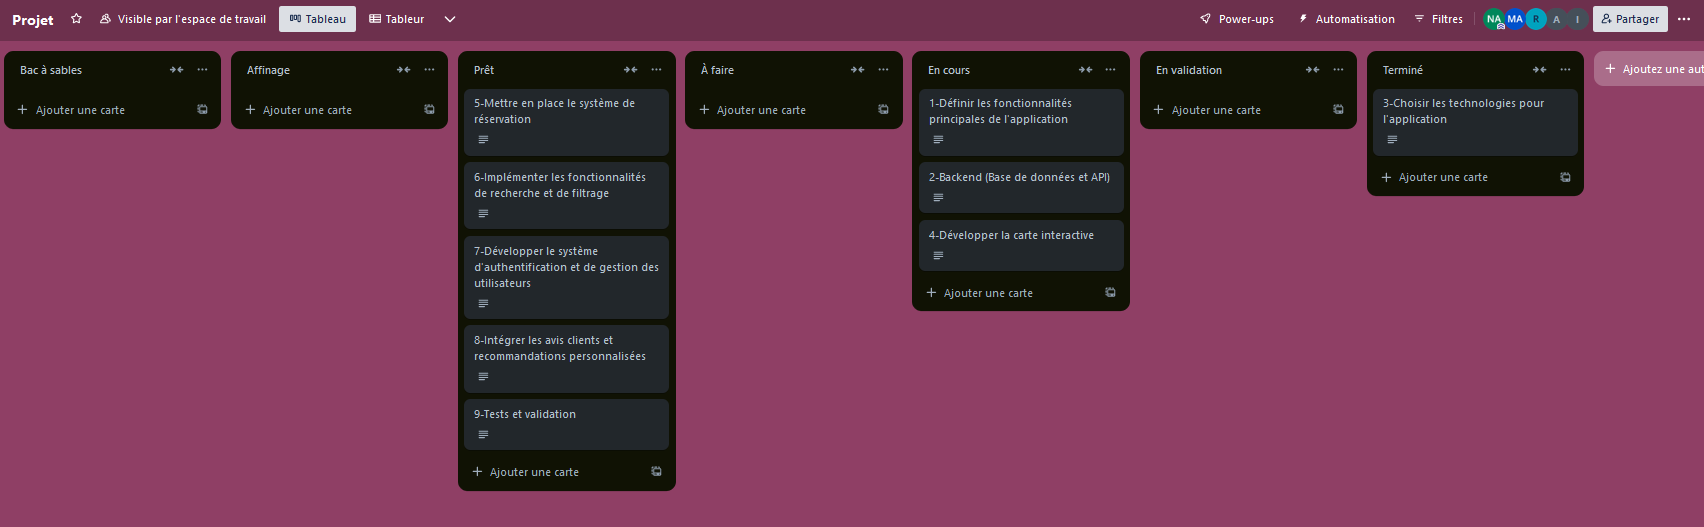 Projet
Visible par l'espace de travail
Tableau
Tableur
Power-ups
Automatisation
Filtres
NA
MA
R
A
I
Partager
Bac à sables
Ajouter une carte
Affinage
Ajouter une carte
Prêt
5-Mettre en place le système de
réservation
6-Implémenter les fonctionnalités
de recherche et de filtrage
7-Développer le système
d'authentification et de gestion des
utilisateurs
8-Intégrer les avis clients et
recommandations personnalisées
9-Tests et validation
Ajouter une carte
À faire
Ajouter une carte
En cours
1-Définir les fonctionnalités
principales de l'application
2-Backend (Base de données et API)
4-Développer la carte interactive
Ajouter une carte
En validation
Ajouter une carte
Terminé
3-Choisir les technologies pour
l'application
Ajouter une carte
Ajoutez une aut